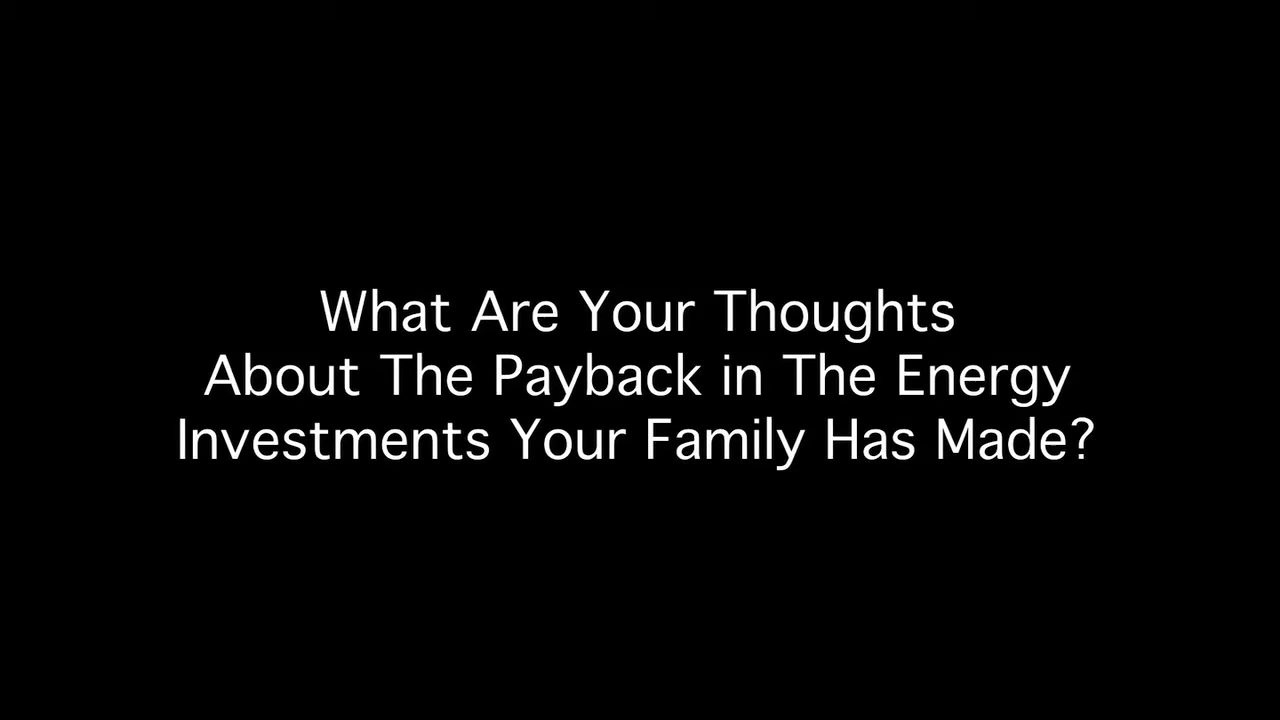 What Are Your Thoughts
About The Payback in The Energy
Investments Your Family Has Made?